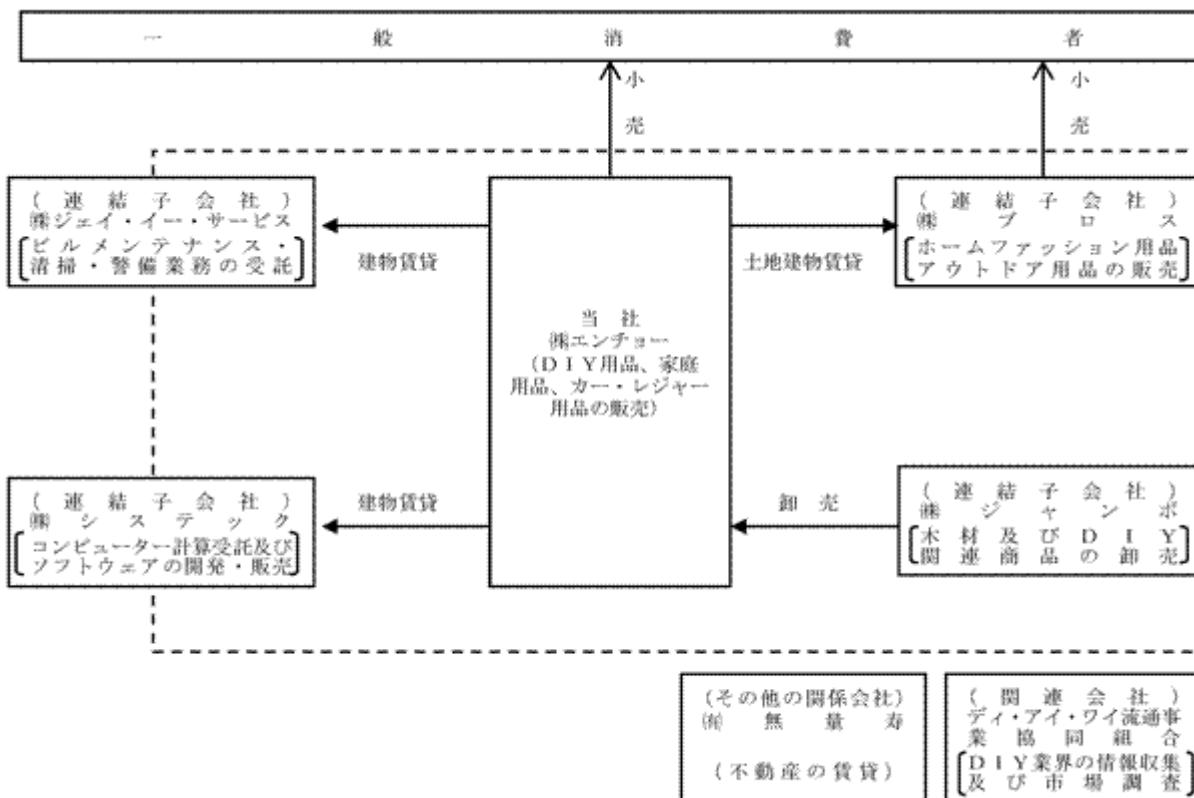 一般消費者
小売
小売
(連結子会社)
㈱ジェイ・イー・サービス
ビルメンテナンス・
清掃・警備業務の受託
建物賃貸
当社
㈱エンチョー
(DIY用品、家庭
用品、カー・レジャー
用品の販売)
土地建物賃貸
(連結子会社)
㈱ブロス
ホームファッション用品
アウトドア用品の販売
(連結子会社)
㈱システック
コンピューター計算受託及び
ソフトウェアの開発・販売
建物賃貸
卸売
(連結子会社)
㈱ジャンボ
木材及びDIY
関連商品の卸売
(その他の関係会社)
㈲無量寿
(不動産の賃貸)
(関連会社)
ディ・アイ・ワイ流通事
業協同組合
DIY業界の情報収集
及び市場調査